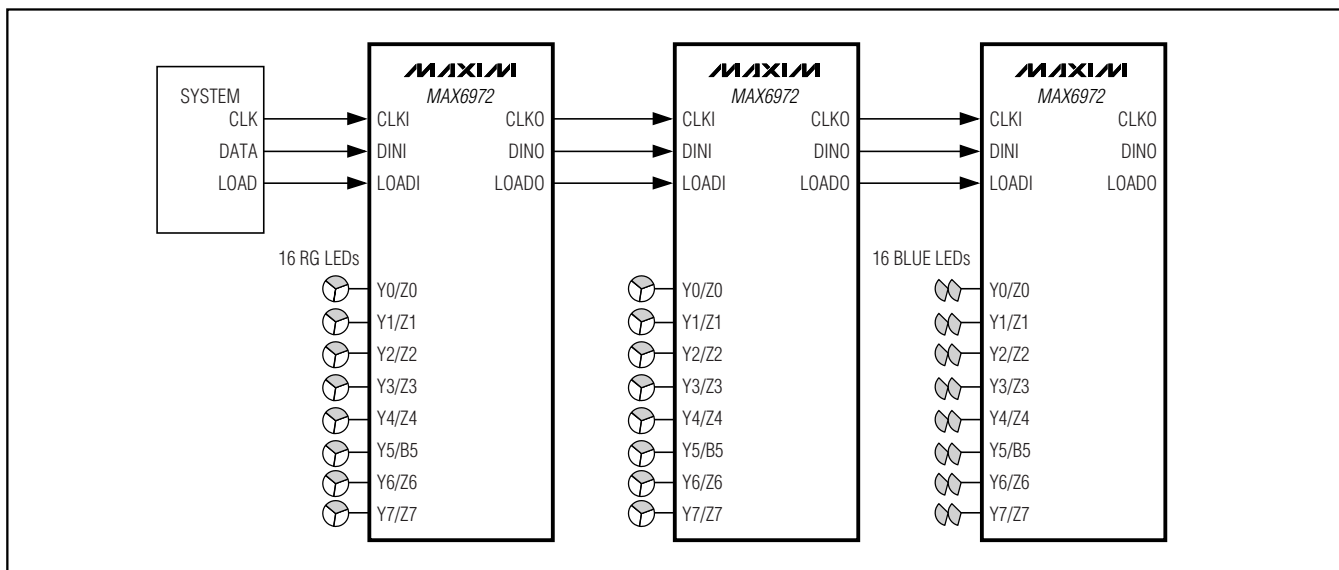 SYSTEM
CLK
DATA
LOAD
MAXIM
MAX6972
CLKI CLKO
DINI DINO
LOADI LOADO
16 RG LEDs
Y0/Z0
Y1/Z1
Y2/Z2
Y3/Z3
Y4/Z4
Y5/B5
Y6/Z6
Y7/Z7
MAXIM
MAX6972
CLKI CLKO
DINI DINO
LOADI LOADO
Y0/Z0
Y1/Z1
Y2/Z2
Y3/Z3
Y4/Z4
Y5/B5
Y6/Z6
Y7/Z7
MAXIM
MAX6972
CLKI CLKO
DINI DINO
LOADI LOADO
16 BLUE LEDs
Y0/Z0
Y1/Z1
Y2/Z2
Y3/Z3
Y4/Z4
Y5/B5
Y6/Z6
Y7/Z7